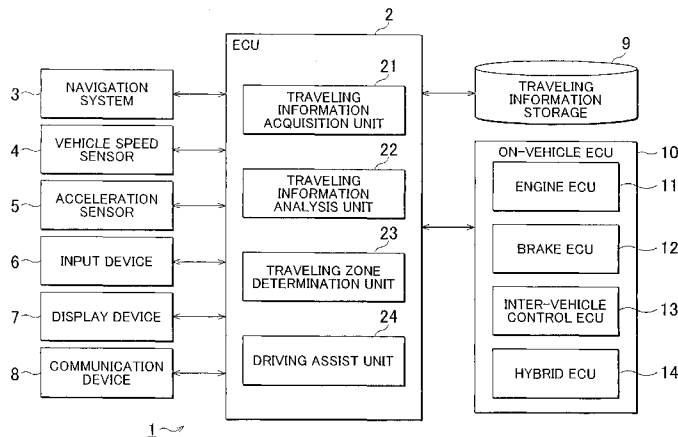 2
ECU
9
3
NAVIGATION
SYSTEM
4
VEHICLE SPEED
SENSOR
5
ACCELERATION
SENSOR
6
INPUT DEVICE
7
DISPLAY DEVICE
8
COMMUNICATION
DEVICE
21
TRAVELING
INFORMATION
ACQUISITION UNIT
22
TRAVELING
INFORMATION
ANALYSIS UNIT
23
TRAVELING ZONE
DETERMINATION UNIT
24
DRIVING ASSIST UNIT
TRAVELING
INFORMATION
STORAGE
ON-VEHICLE ECU
10
ENGINE ECU
11
BRAKE ECU
12
INTER-VEHICLE
CONTROL ECU
13
HYBRID ECU
14
1